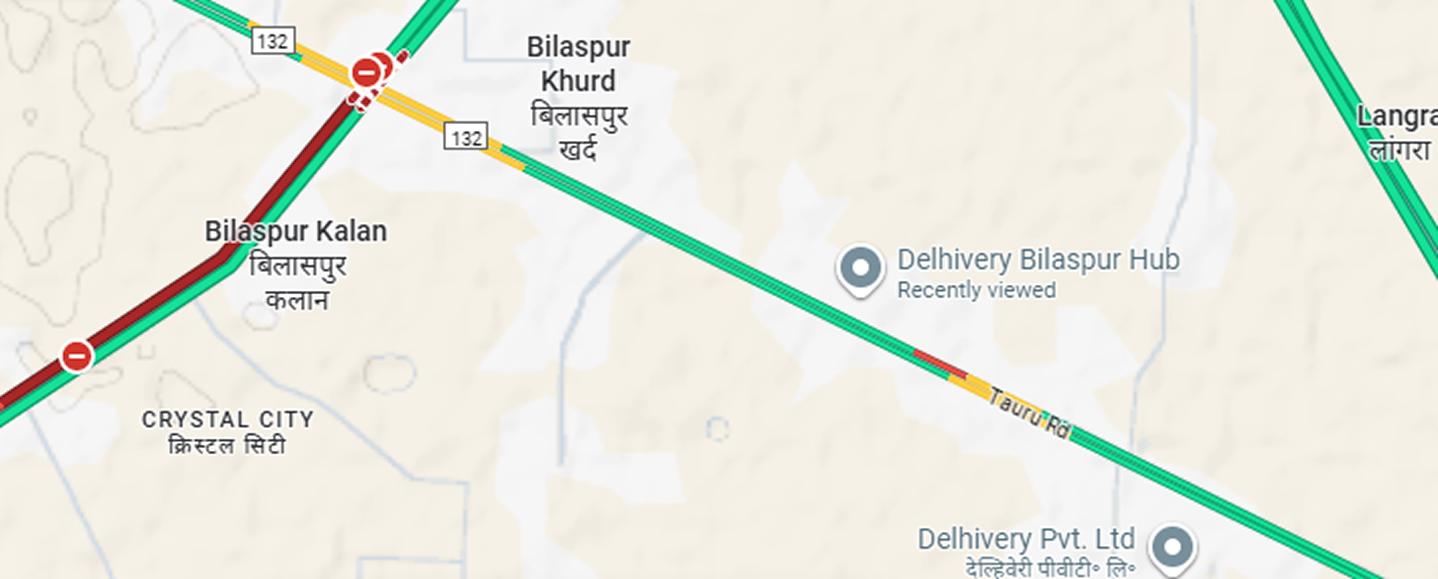 132
Bilaspur
Khurd
बिलासपुर
खर्द
132
Langra
लांगरा
Bilaspur Kalan
बिलासपुर
कलान
Delhivery Bilaspur Hub
Recently viewed
Tauru Rd
CRYSTAL CITY
क्रिस्टल सिटी
Delhivery Pvt. Ltd
देल्हिवेरी पीवीटी॰ लि॰